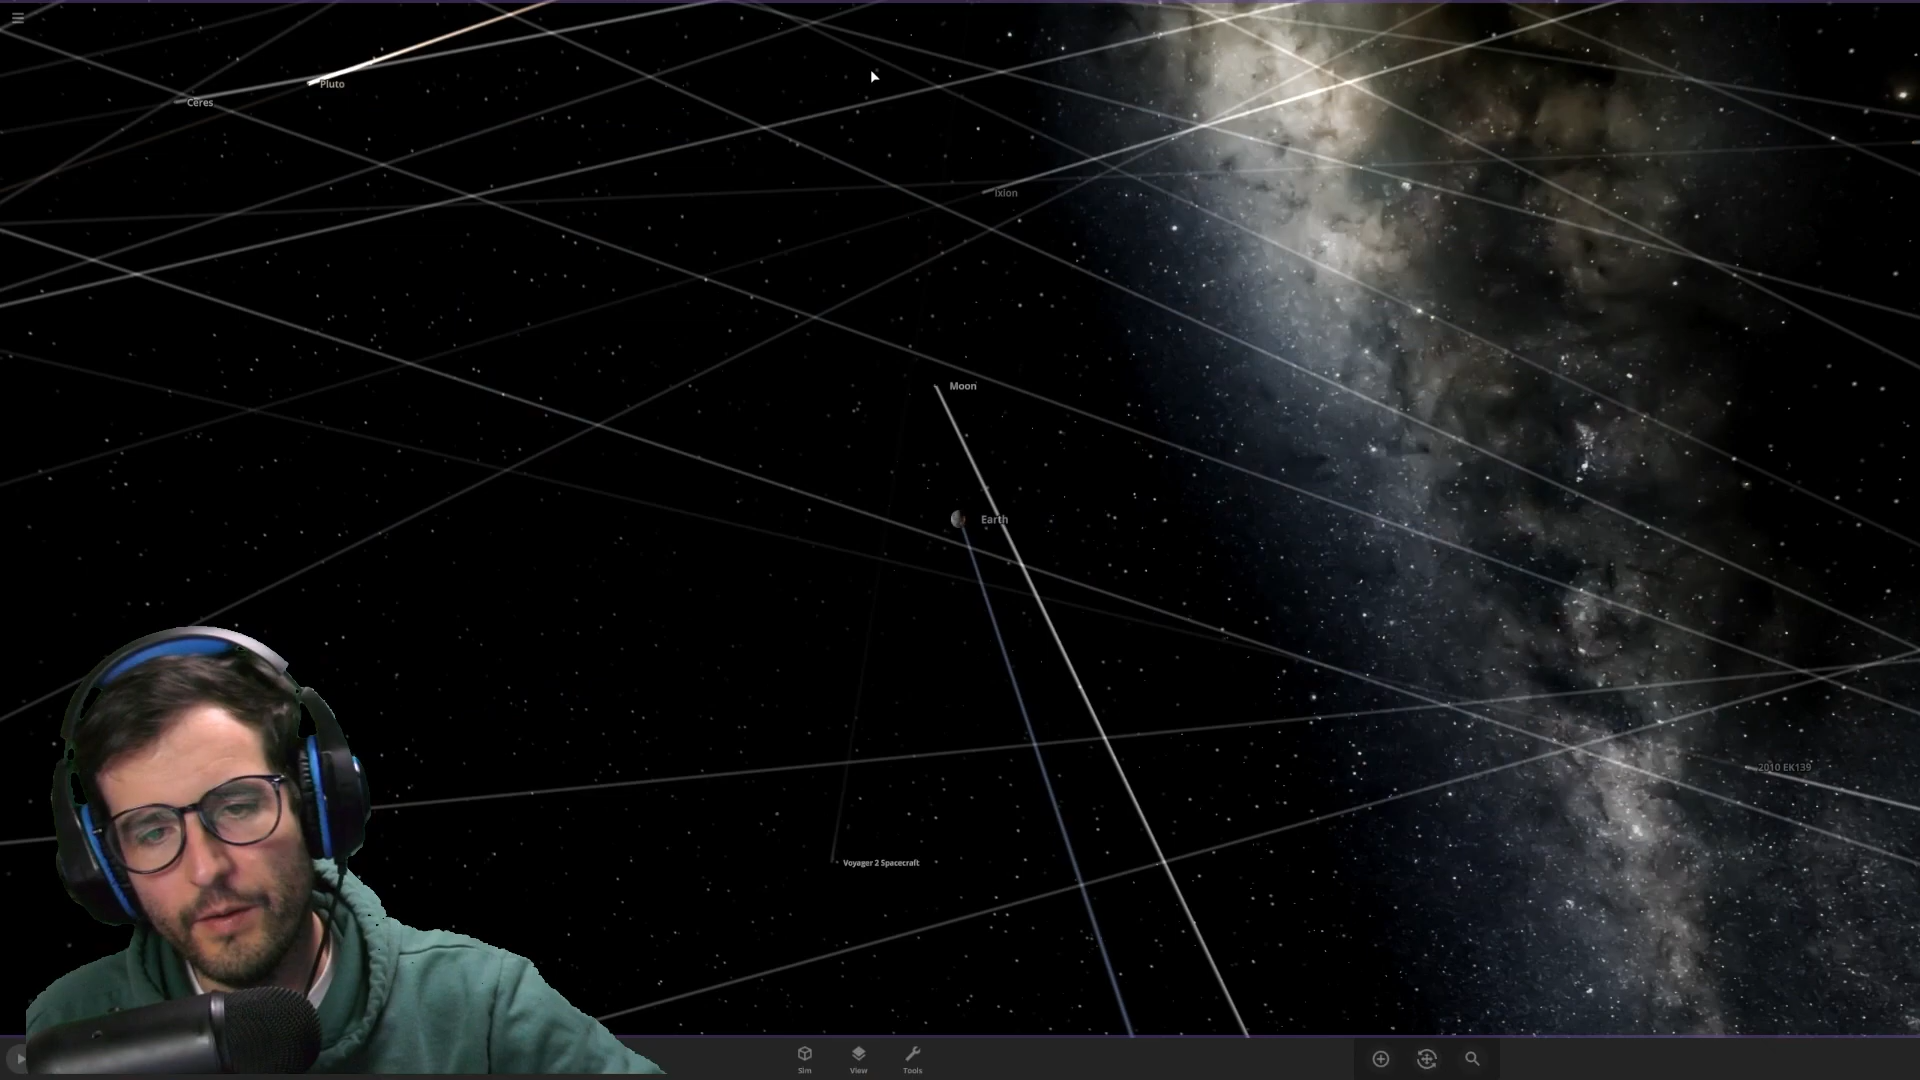 Pluto
Ceres
Ixion
Moon
Earth
2010 EK139
Voyager 2 Spacecraft
Sim
View
Tools